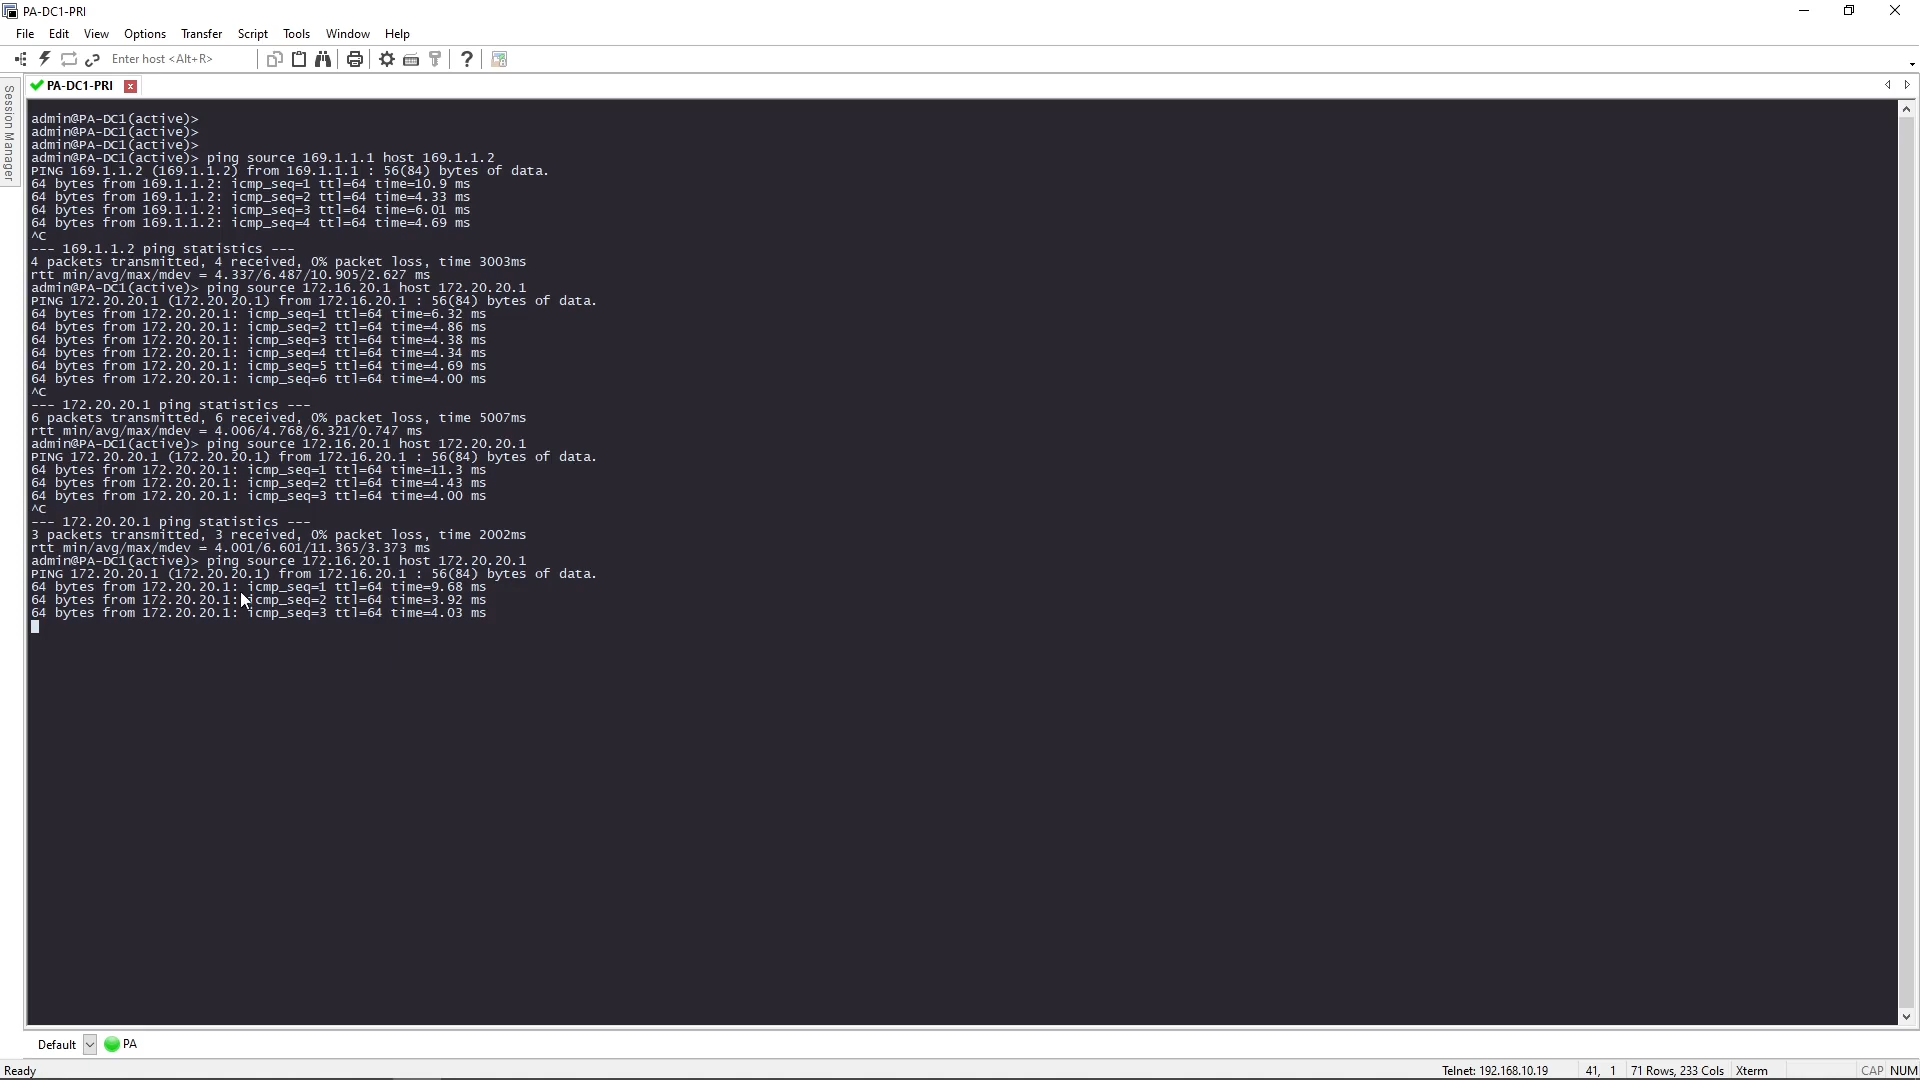 PA-DC1-PRI
File Edit View Options Transfer Script Tools Window Help
Enter host <Alt+R>
Session Manager
PA-DC1-PRI
admin@PA-DC1(active)>
admin@PA-DC1(active)>
admin@PA-DC1(active)>
admin@PA-DC1(active)> ping source 169.1.1.1 host 169.1.1.2
PING 169.1.1.2 (169.1.1.2) from 169.1.1.1 : 56(84) bytes of data.
64 bytes from 169.1.1.2: icmp_seq=1 ttl=64 time=10.9 ms
64 bytes from 169.1.1.2: icmp_seq=2 ttl=64 time=4.33 ms
64 bytes from 169.1.1.2: icmp_seq=3 ttl=64 time=6.01 ms
64 bytes from 169.1.1.2: icmp_seq=4 ttl=64 time=4.69 ms
^C
--- 169.1.1.2 ping statistics ---
4 packets transmitted, 4 received, 0% packet loss, time 3003ms
rtt min/avg/max/mdev = 4.337/6.487/10.905/2.627 ms
admin@PA-DC1(active)> ping source 172.16.20.1 host 172.20.20.1
PING 172.20.20.1 (172.20.20.1) from 172.16.20.1 : 56(84) bytes of data.
64 bytes from 172.20.20.1: icmp_seq=1 ttl=64 time=6.32 ms
64 bytes from 172.20.20.1: icmp_seq=2 ttl=64 time=4.86 ms
64 bytes from 172.20.20.1: icmp_seq=3 ttl=64 time=4.38 ms
64 bytes from 172.20.20.1: icmp_seq=4 ttl=64 time=4.34 ms
64 bytes from 172.20.20.1: icmp_seq=5 ttl=64 time=4.69 ms
64 bytes from 172.20.20.1: icmp_seq=6 ttl=64 time=4.00 ms
^C
--- 172.20.20.1 ping statistics ---
6 packets transmitted, 6 received, 0% packet loss, time 5007ms
rtt min/avg/max/mdev = 4.006/4.768/6.321/0.747 ms
admin@PA-DC1(active)> ping source 172.16.20.1 host 172.20.20.1
PING 172.20.20.1 (172.20.20.1) from 172.16.20.1 : 56(84) bytes of data.
64 bytes from 172.20.20.1: icmp_seq=1 ttl=64 time=11.3 ms
64 bytes from 172.20.20.1: icmp_seq=2 ttl=64 time=4.43 ms
64 bytes from 172.20.20.1: icmp_seq=3 ttl=64 time=4.00 ms
^C
--- 172.20.20.1 ping statistics ---
3 packets transmitted, 3 received, 0% packet loss, time 2002ms
rtt min/avg/max/mdev = 4.001/6.601/11.365/3.373 ms
admin@PA-DC1(active)> ping source 172.16.20.1 host 172.20.20.1
PING 172.20.20.1 (172.20.20.1) from 172.16.20.1 : 56(84) bytes of data.
64 bytes from 172.20.20.1: icmp_seq=1 ttl=64 time=9.68 ms
64 bytes from 172.20.20.1: icmp_seq=2 ttl=64 time=3.92 ms
64 bytes from 172.20.20.1: icmp_seq=3 ttl=64 time=4.03 ms
Default PA
Ready Telnet: 192.168.10.19 41, 1 71 Rows, 233 Cols Xterm CAP NUM